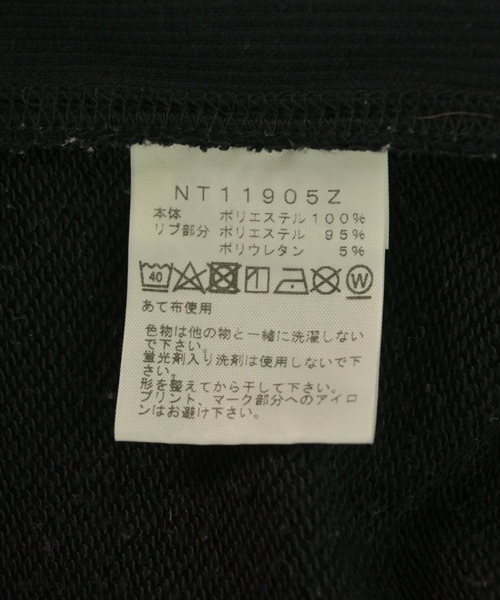 NT11905Z
本体 ポリエステル 100%
リブ部分 ポリエステル 95%
ポリウレタン 5%
40 W
あて布使用
色物は他の物と一緒に洗濯しない
で下さい。
蛍光剤入り洗剤は使用しないで下
さい。
形を整えてから干して下さい。
プリント、マーク部分へのアイロ
ンはお避け下さい。